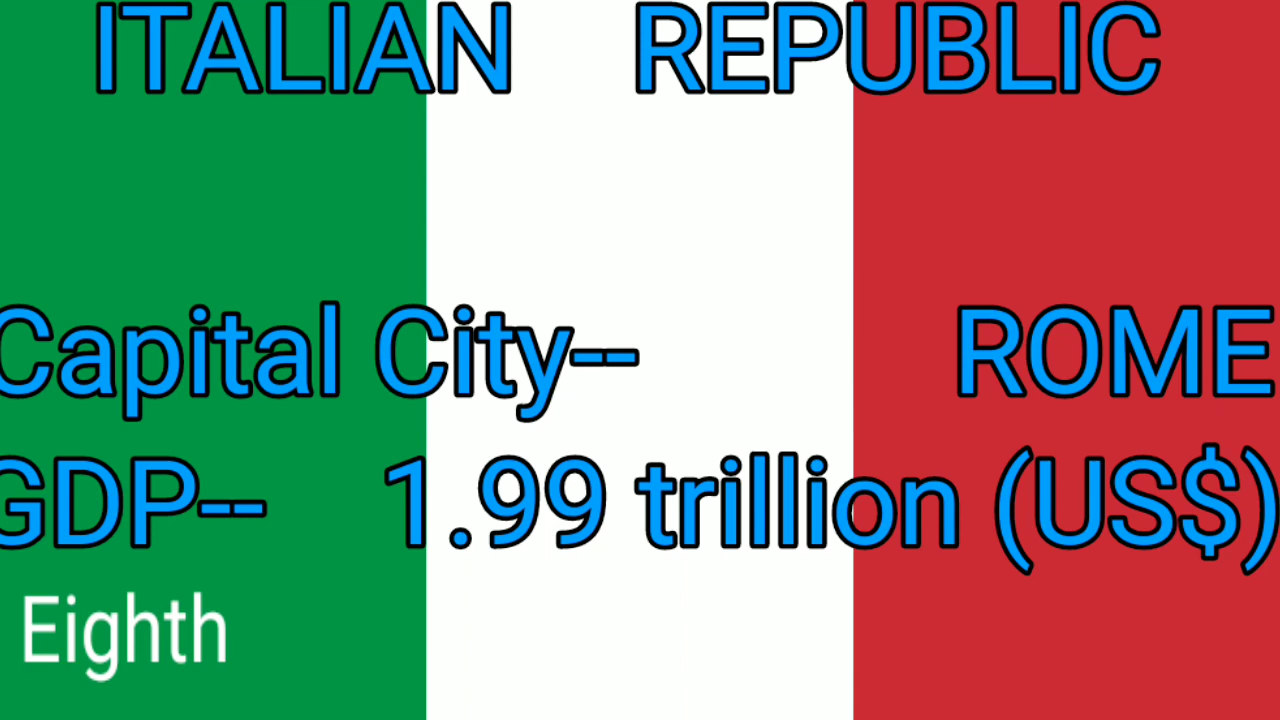 ITALIAN REPUBLIC
Capital City-- ROME
GDP-- 1.99 trillion (US$)
Eighth